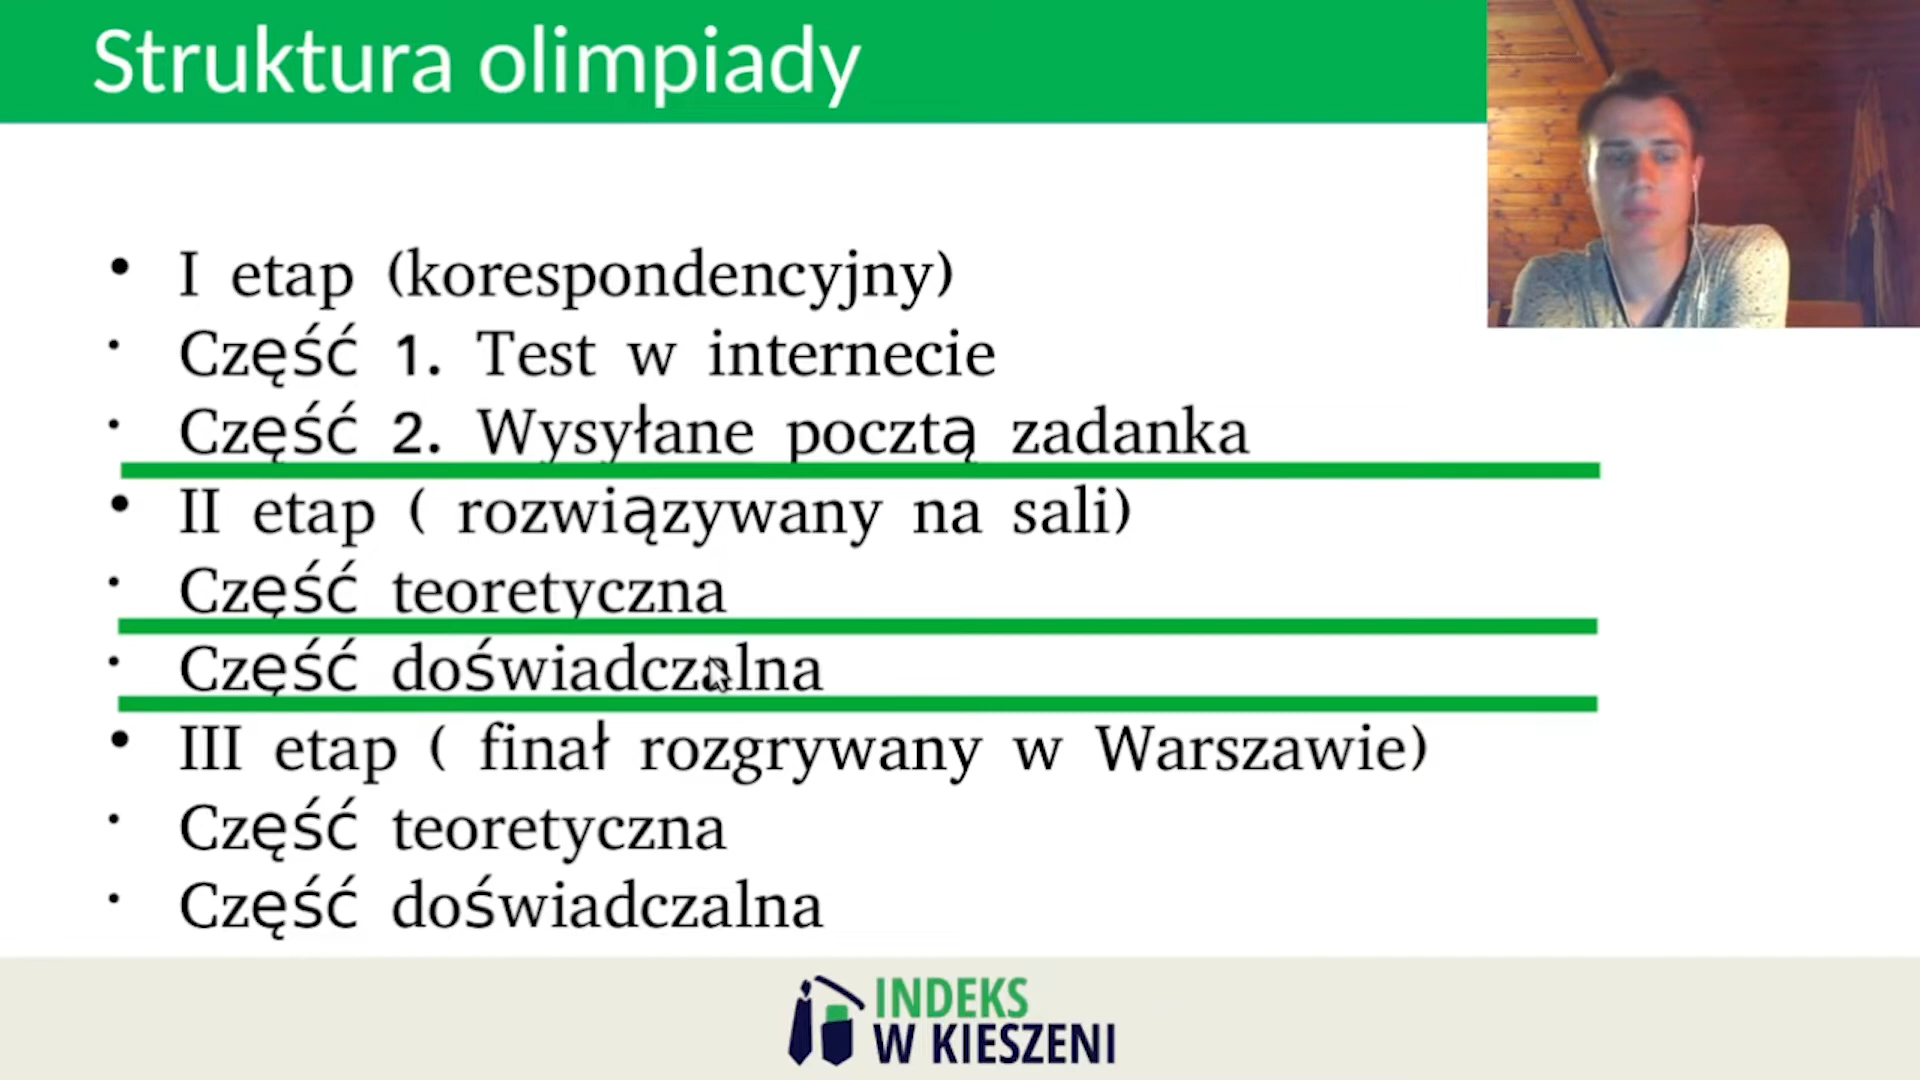 Struktura olimpiady
• I etap (korespondencyjny)
· Część 1. Test w internecie
· Część 2. Wysyłane pocztą zadanka
• II etap ( rozwiązywany na sali)
· Część teoretyczna
· Część doświadczalna
• III etap ( finał rozgrywany w Warszawie)
· Część teoretyczna
· Część doświadczalna
INDEKS
W KIESZENI